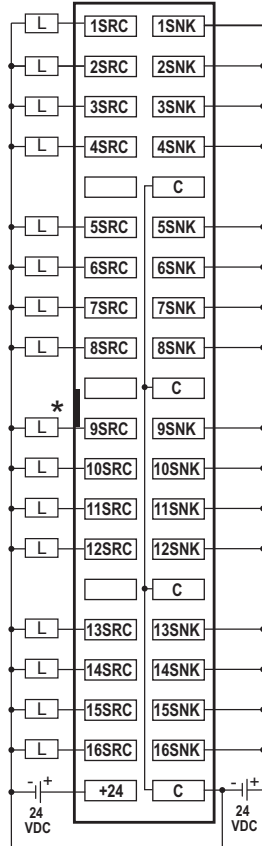 L 1SRC 1SNK
L 2SRC 2SNK
L 3SRC 3SNK
L 4SRC 4SNK
C
L 5SRC 5SNK
L 6SRC 6SNK
L 7SRC 7SNK
L 8SRC 8SNK
C
*
L 9SRC 9SNK
L 10SRC 10SNK
L 11SRC 11SNK
L 12SRC 12SNK
C
L 13SRC 13SNK
L 14SRC 14SNK
L 15SRC 15SNK
L 16SRC 16SNK
- + +24 C - +
24 24
VDC VDC